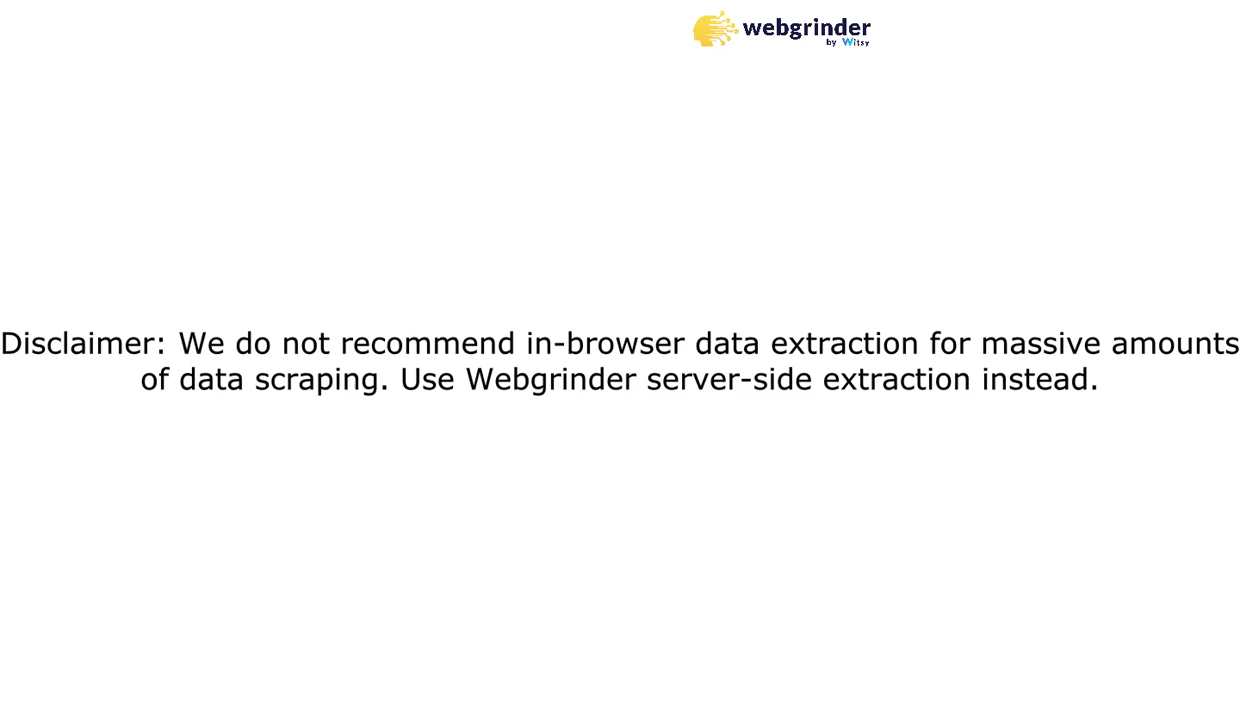 webgrinder
by Witsy
Disclaimer: We do not recommend in-browser data extraction for massive amounts
of data scraping. Use Webgrinder server-side extraction instead.